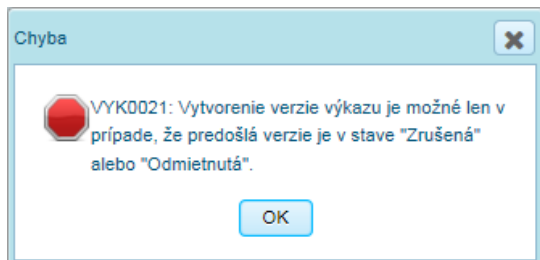 Chyba
VYK0021: Vytvorenie verzie výkazu je možné len v
prípade, že predošlá verzie je v stave "Zrušená"
alebo "Odmietnutá".
OK